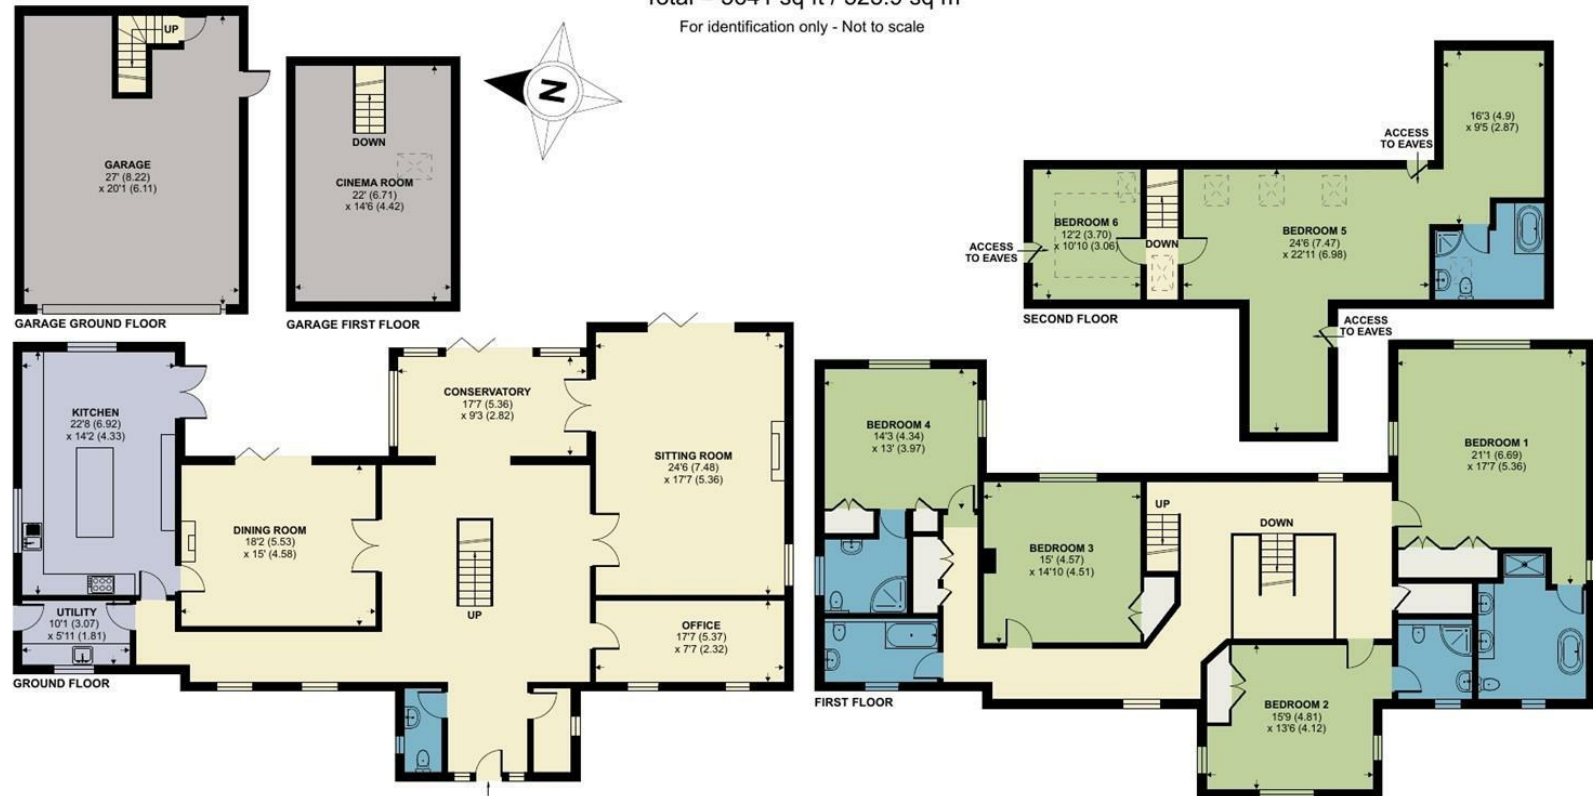 Total = sq ft / sq m
For identification only - Not to scale
UP
GARAGE
27' (8.22)
x 20'1 (6.11)
GARAGE GROUND FLOOR
DOWN
CINEMA ROOM
22' (6.71)
x 14'6 (4.42)
GARAGE FIRST FLOOR
N
16'3 (4.9)
x 9'5 (2.87)
ACCESS
TO EAVES
BEDROOM 6
12'2 (3.70)
x 10'10 (3.06)
ACCESS
TO EAVES
DOWN
BEDROOM 5
24'6 (7.47)
x 22'11 (6.98)
ACCESS
TO EAVES
SECOND FLOOR
KITCHEN
22'8 (6.92)
x 14'2 (4.33)
CONSERVATORY
17'7 (5.36)
x 9'3 (2.82)
SITTING ROOM
24'6 (7.48)
x 17'7 (5.36)
DINING ROOM
18'2 (5.53)
x 15' (4.58)
UP
UTILITY
10'1 (3.07)
x 5'11 (1.81)
OFFICE
17'7 (5.37)
x 7'7 (2.32)
GROUND FLOOR
BEDROOM 4
14'3 (4.34)
x 13' (3.97)
BEDROOM 1
21'1 (6.69)
x 17'7 (5.36)
BEDROOM 3
15' (4.57)
x 14'10 (4.51)
UP
DOWN
BEDROOM 2
15'9 (4.81)
x 13'6 (4.12)
FIRST FLOOR